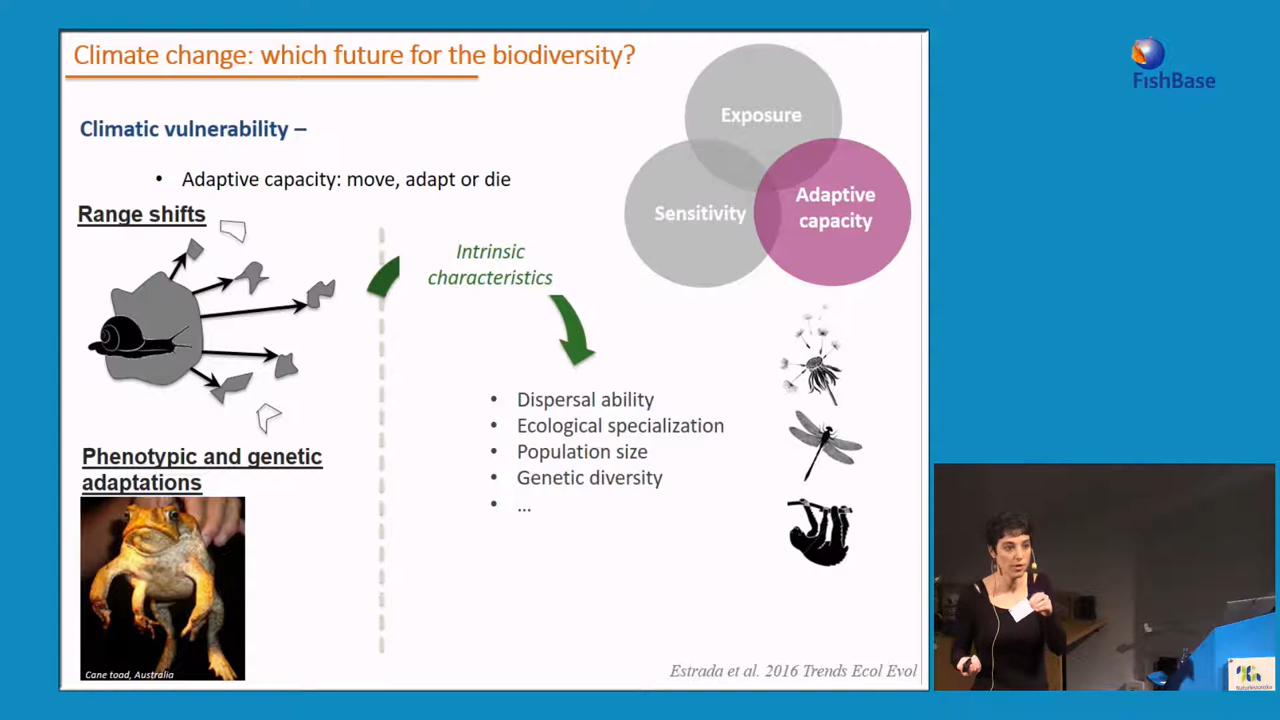 Climate change: which future for the biodiversity?
FishBase
Climatic vulnerability –
• Adaptive capacity: move, adapt or die
Exposure
Sensitivity
Adaptive
capacity
Range shifts
Intrinsic
characteristics
• Dispersal ability
• Ecological specialization
• Population size
• Genetic diversity
• ...
Phenotypic and genetic
adaptations
Cane toad, Australia
Estrada et al. 2016 Trends Ecol Evol